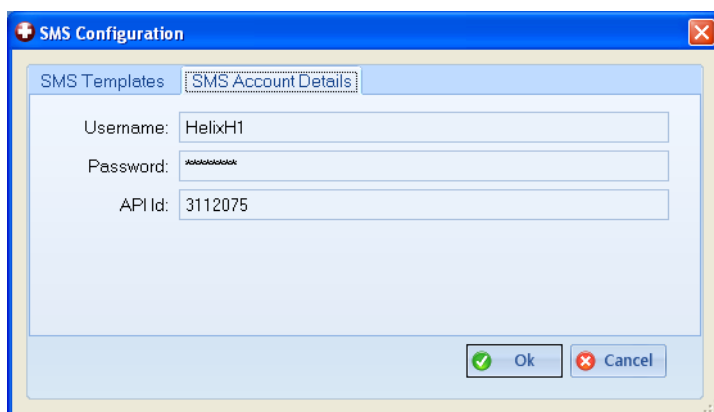 SMS Configuration
SMS Templates SMS Account Details
Username: HelixH1
Password: *********
API Id: 3112075
Ok Cancel